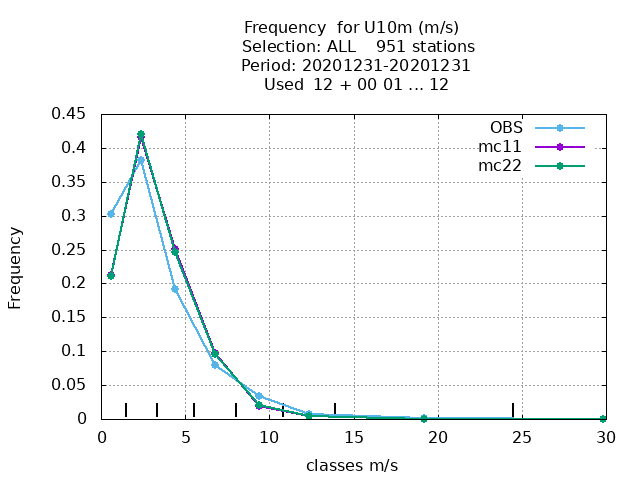 Frequency  for U10m (m/s)
Selection: ALL    951 stations
Period: 20201231-20201231
Used  12 + 00 01 ... 12
OBS
mc11
mc22
0.45
0.4
0.35
0.3
0.25
0.2
0.15
0.1
0.05
0
Frequency
0 5 10 15 20 25 30
classes m/s